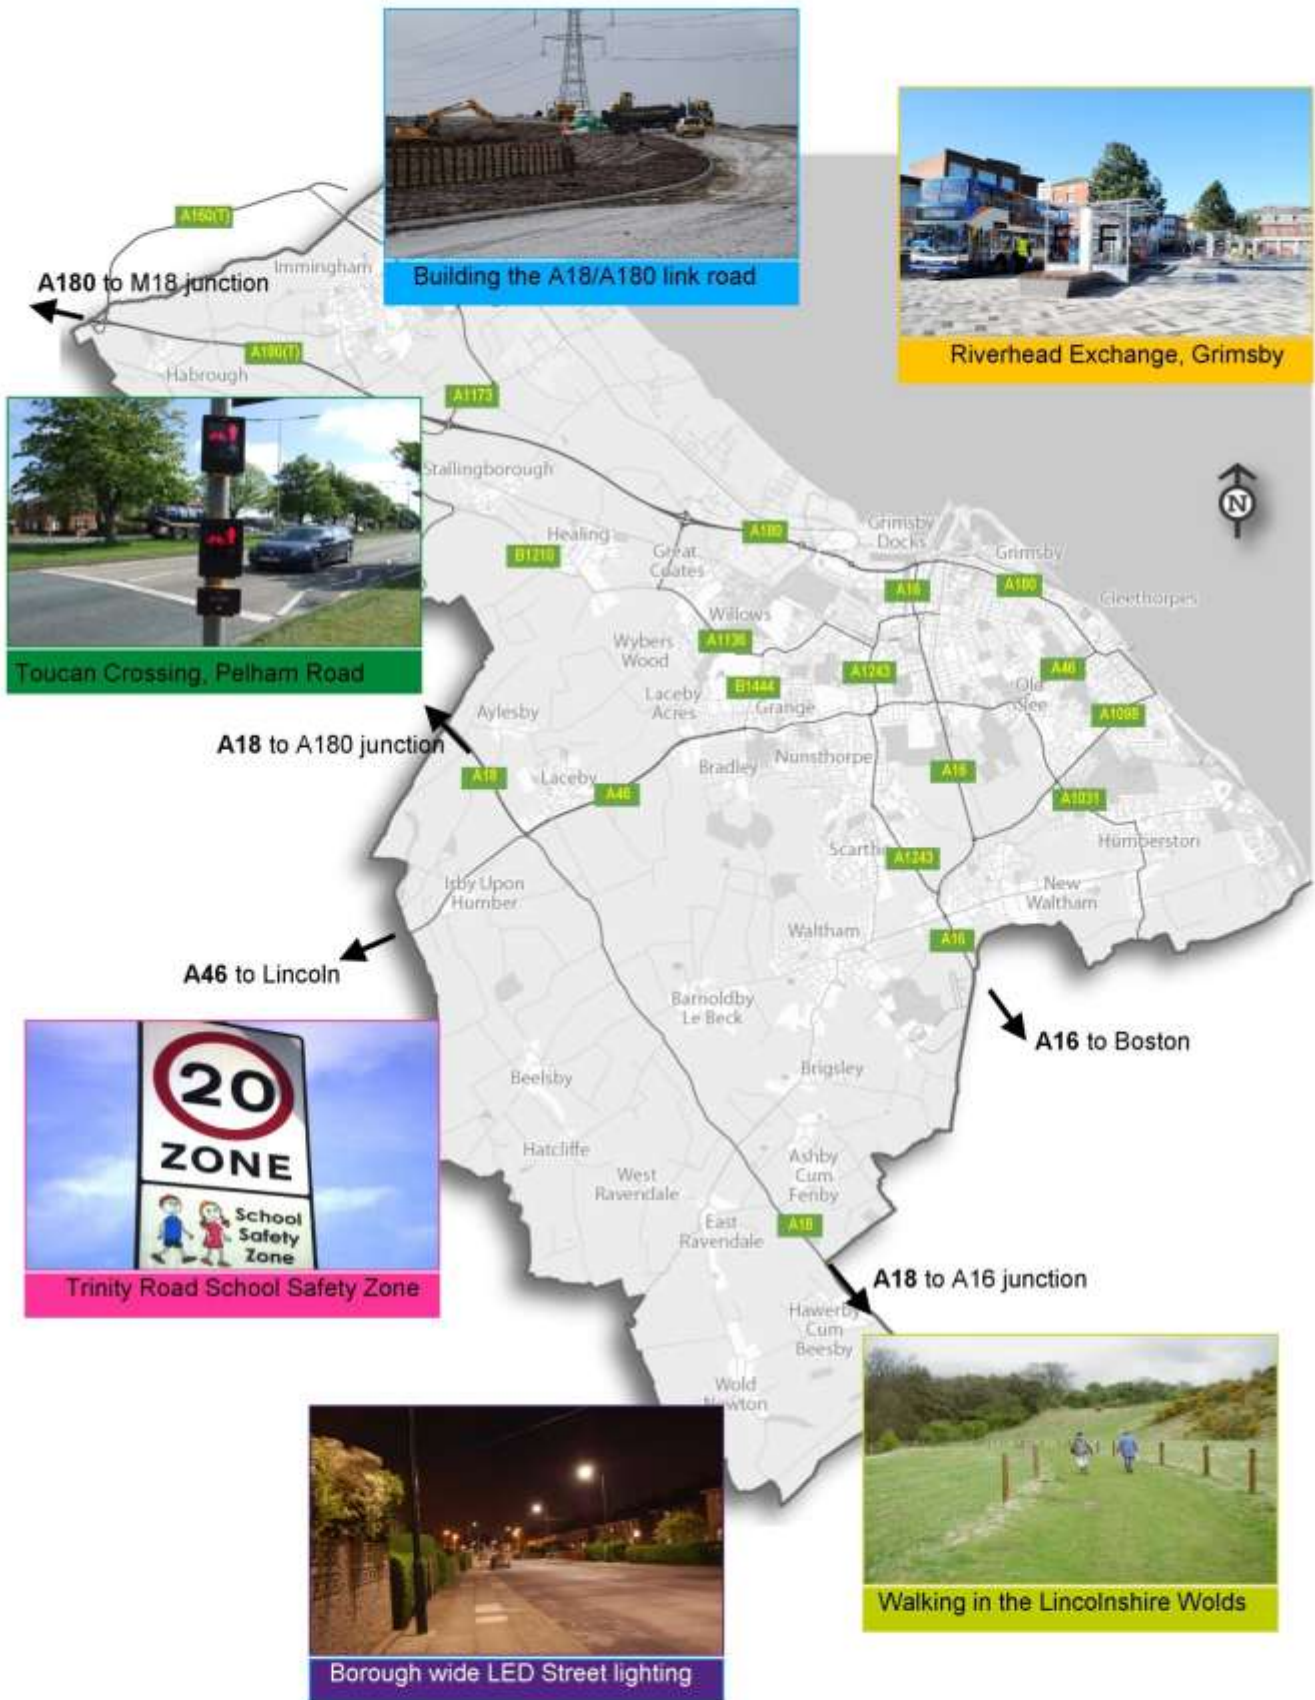 Building the A18/A180 link road
Riverhead Exchange, Grimsby
A160(T)
Immingham
A180 to M18 junction
A180(T)
Habrough
A1173
Stallingborough
Healing
B1210
Great
Coates
A180
Grimsby
Docks
Grimsby
A16
A180
Cleethorpes
N
Toucan Crossing, Pelham Road
Willows
Wybers
Wood
A1136
A1243
A46
B1444
Laceby
Acres
Grange
Old
A1098
Aylesby
A18 to A180 junction
A18
Laceby
A46
Bradley
Nunsthorpe
A16
A1031
Humberston
A1243
Irby Upon
Humber
New
Waltham
Waltham
A16
A46 to Lincoln
Barnoldby
Le Beck
A16 to Boston
20
ZONE
School
Safety
Zone
Trinity Road School Safety Zone
Beelsby
Brigsley
Hatcliffe
West
Ravendale
Ashby
Cum
Fenby
East
Ravendale
A18
A18 to A16 junction
Hawerby
Cum
Beesby
Wold
Newton
Walking in the Lincolnshire Wolds
Borough wide LED Street lighting